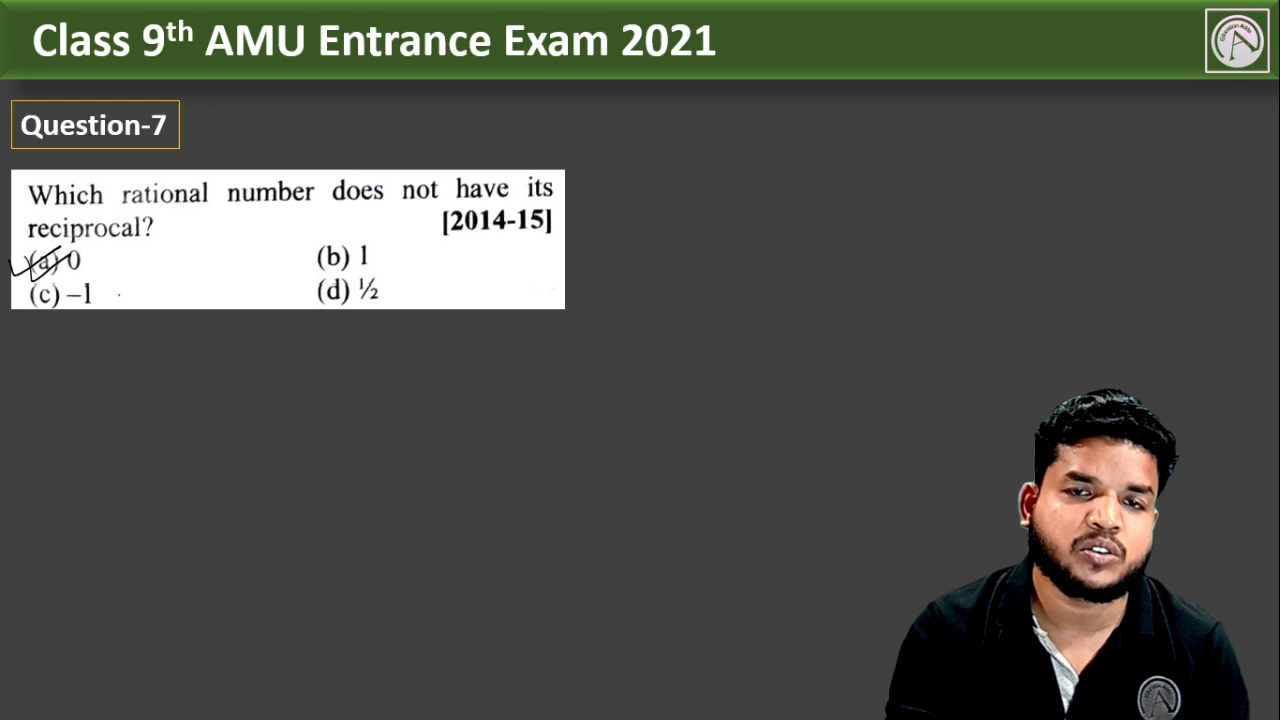 Class 9th AMU Entrance Exam 2021
Question-7
Which rational number does not have its
reciprocal? [2014-15]
(a) 0 (b) 1
(c) –1 (d) ½